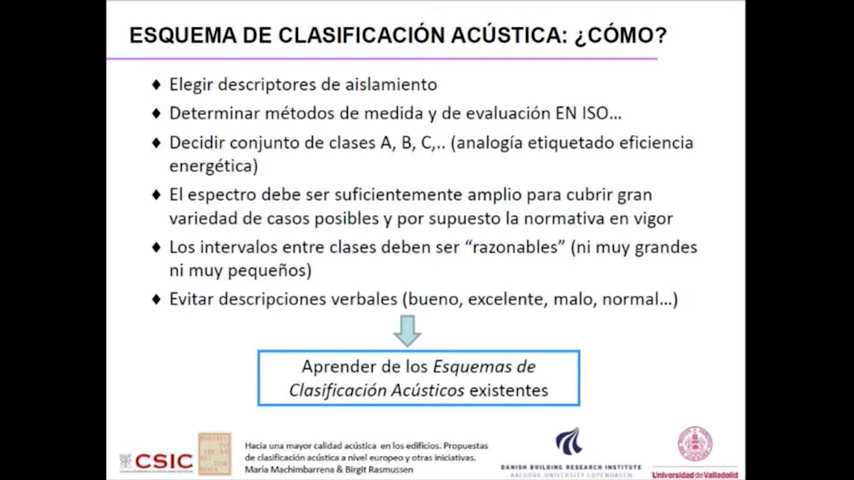 ESQUEMA DE CLASIFICACIÓN ACÚSTICA: ¿CÓMO?
♦ Elegir descriptores de aislamiento
♦ Determinar métodos de medida y de evaluación EN ISO...
♦ Decidir conjunto de clases A, B, C,.. (analogía etiquetado eficiencia
energética)
♦ El espectro debe ser suficientemente amplio para cubrir gran
variedad de casos posibles y por supuesto la normativa en vigor
♦ Los intervalos entre clases deben ser “razonables” (ni muy grandes
ni muy pequeños)
♦ Evitar descripciones verbales (bueno, excelente, malo, normal...)
Aprender de los Esquemas de
Clasificación Acústicos existentes
CSIC
Hacia una mayor calidad acústica en los edificios. Propuestas
de clasificación acústica a nivel europeo y otras iniciativas.
María Machimbarrena & Birgit Rasmussen
DANISH BUILDING RESEARCH INSTITUTE
AALBORG UNIVERSITY COPENHAGEN
Universidad de Valladolid